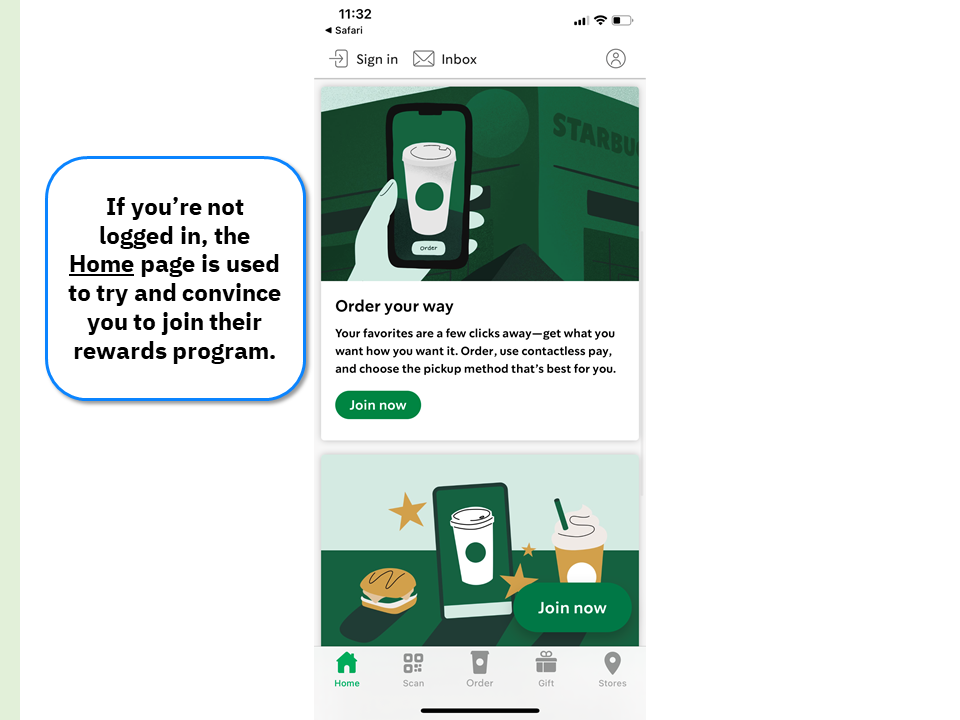 If you’re not
logged in, the
Home page is used
to try and convince
you to join their
rewards program.
11:32
◀ Safari
Sign in
Inbox
STARBU
Order
Order your way
Your favorites are a few clicks away—get what you
want how you want it. Order, use contactless pay,
and choose the pickup method that’s best for you.
Join now
Join now
Home
Scan
Order
Gift
Stores